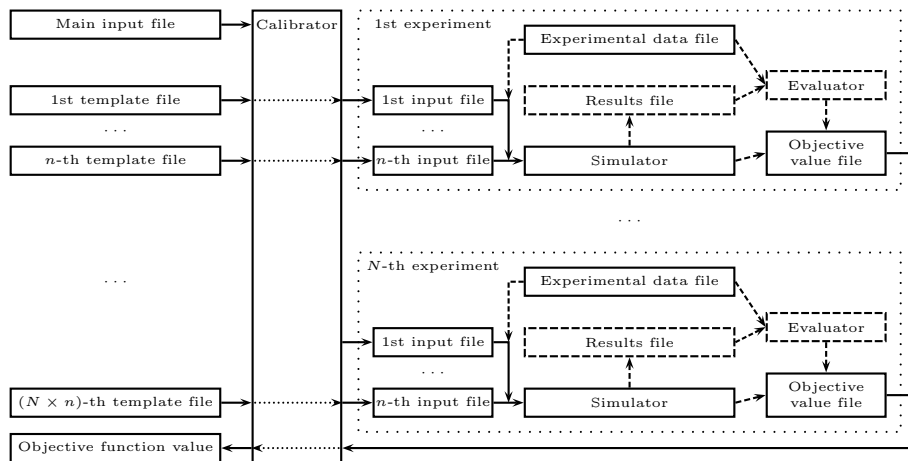 Main input file
Calibrator
1st experiment
Experimental data file
1st template file
1st input file
Results file
Evaluator
. . .
. . .
n-th template file
n-th input file
Simulator
Objective
value file
. . .
N-th experiment
. . .
Experimental data file
1st input file
Results file
Evaluator
. . .
(N × n)-th template file
n-th input file
Simulator
Objective
value file
Objective function value